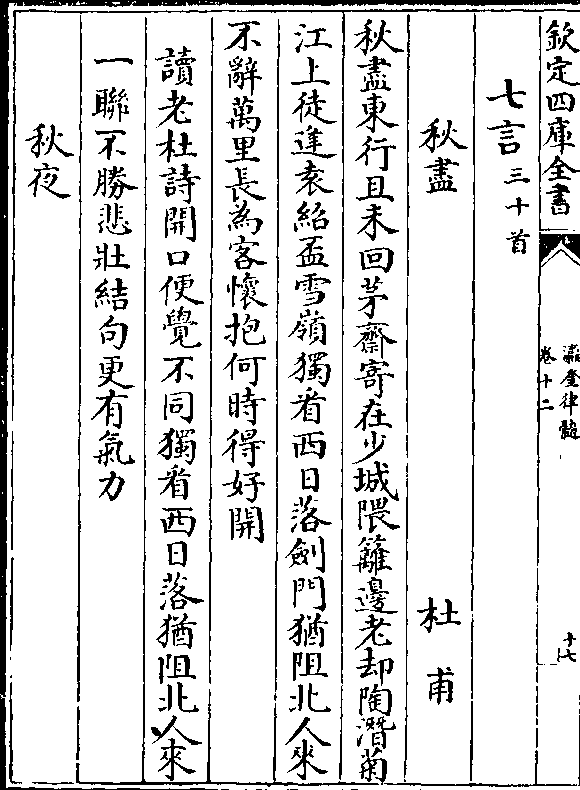 欽定四庫全書
瀛奎律髓
卷十二
十七
七言三十首
秋盡
杜甫
秋盡東行且未回茅齋寄在少城隈籬邊老却陶潛菊
江上徒逢袁紹盃雪嶺獨看西日落劍門猶阻北人來
不辭萬里長為客懷抱何時得好開
讀老杜詩開口便覺不同獨看西日落猶阻北人來
一聯不勝悲壯結句更有氣力
秋夜